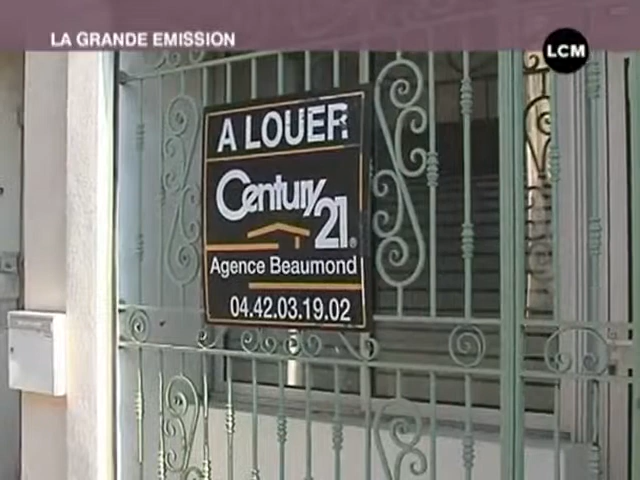 LA GRANDE EMISSION
LCM
A LOUER
Century 21®
Agence Beaumond
04.42.03.19.02